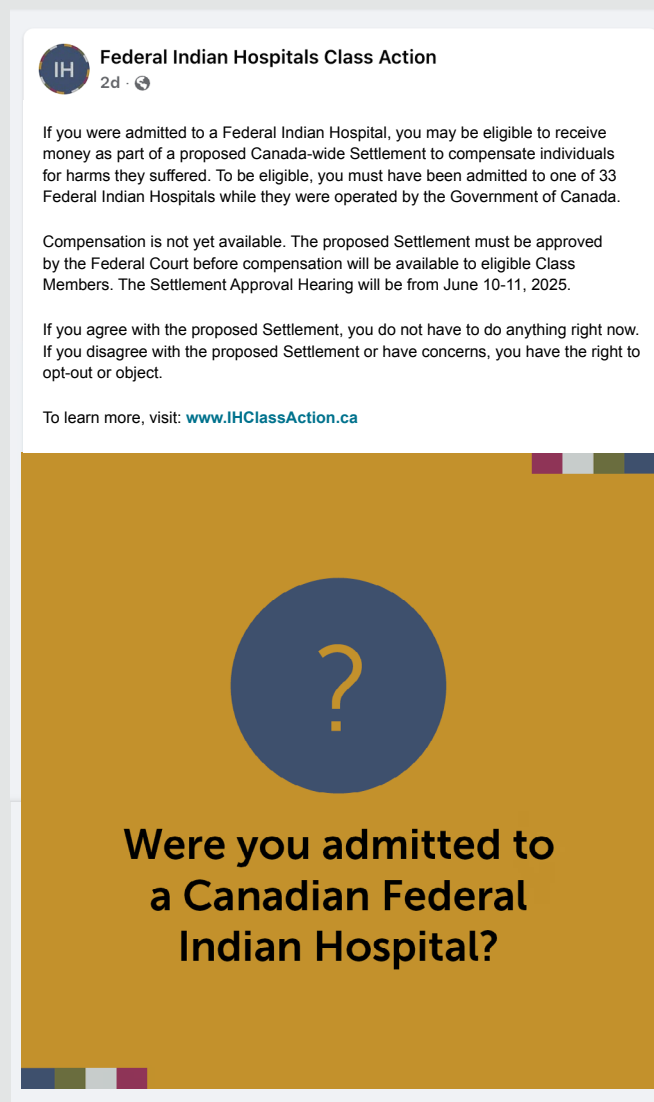 IH
Federal Indian Hospitals Class Action
2d ·
If you were admitted to a Federal Indian Hospital, you may be eligible to receive
money as part of a proposed Canada-wide Settlement to compensate individuals
for harms they suffered. To be eligible, you must have been admitted to one of 33
Federal Indian Hospitals while they were operated by the Government of Canada.
Compensation is not yet available. The proposed Settlement must be approved
by the Federal Court before compensation will be available to eligible Class
Members. The Settlement Approval Hearing will be from June 10-11, 2025.
If you agree with the proposed Settlement, you do not have to do anything right now.
If you disagree with the proposed Settlement or have concerns, you have the right to
opt-out or object.
To learn more, visit: www.IHClassAction.ca
?
Were you admitted to
a Canadian Federal
Indian Hospital?